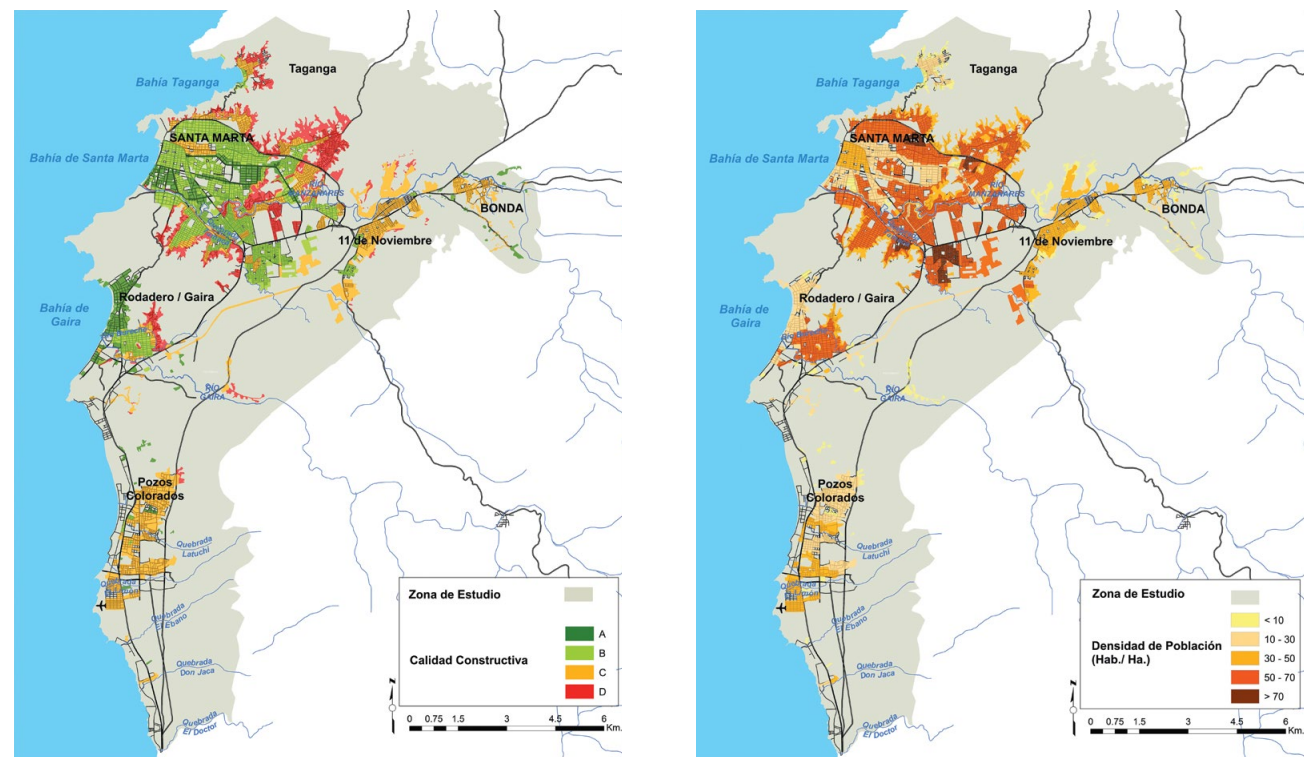 Taganga
Bahía Taganga
SANTA MARTA
Bahía de Santa Marta
RÍO
MANZANARES
BONDA
11 de Noviembre
Rodadero / Gaira
Bahía de
Gaira
RÍO
GAIRA
Pozos
Colorados
Quebrada
Latuchi
Quebrada
Quebrada
El Ebano
Quebrada
Don Jaca
Quebrada
El Doctor
Zona de Estudio
Calidad Constructiva
A
B
C
D
N
0 0.75 1.5 3 4.5 6
Km.
Taganga
Bahía Taganga
SANTA MARTA
Bahía de Santa Marta
RÍO
MANZANARES
BONDA
11 de Noviembre
Rodadero / Gaira
Bahía de
Gaira
RÍO
GAIRA
Pozos
Colorados
Quebrada
Latuchi
Quebrada
Quebrada
El Ebano
Quebrada
Don Jaca
Quebrada
El Doctor
Zona de Estudio
Densidad de Población
(Hab./ Ha.)
< 10
10 - 30
30 - 50
50 - 70
> 70
N
0 0.75 1.5 3 4.5 6
Km.